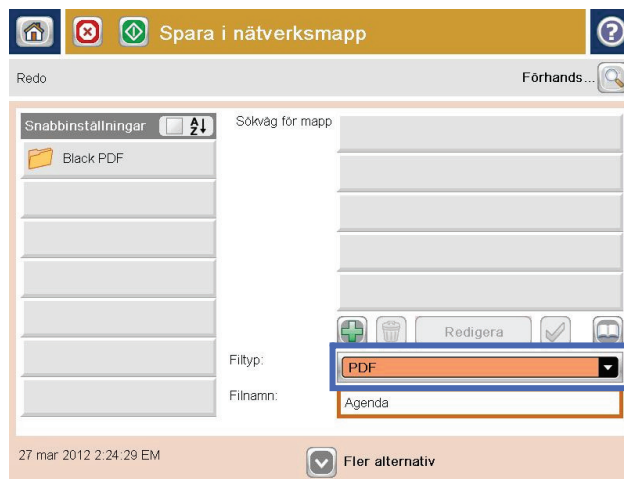 Spara i nätverksmapp
Redo
Förhands...
Snabbinställningar
Sökväg för mapp
Black PDF
Redigera
Filtyp:
PDF
Filnamn:
Agenda
27 mar 2012 2:24:29 EM
Fler alternativ